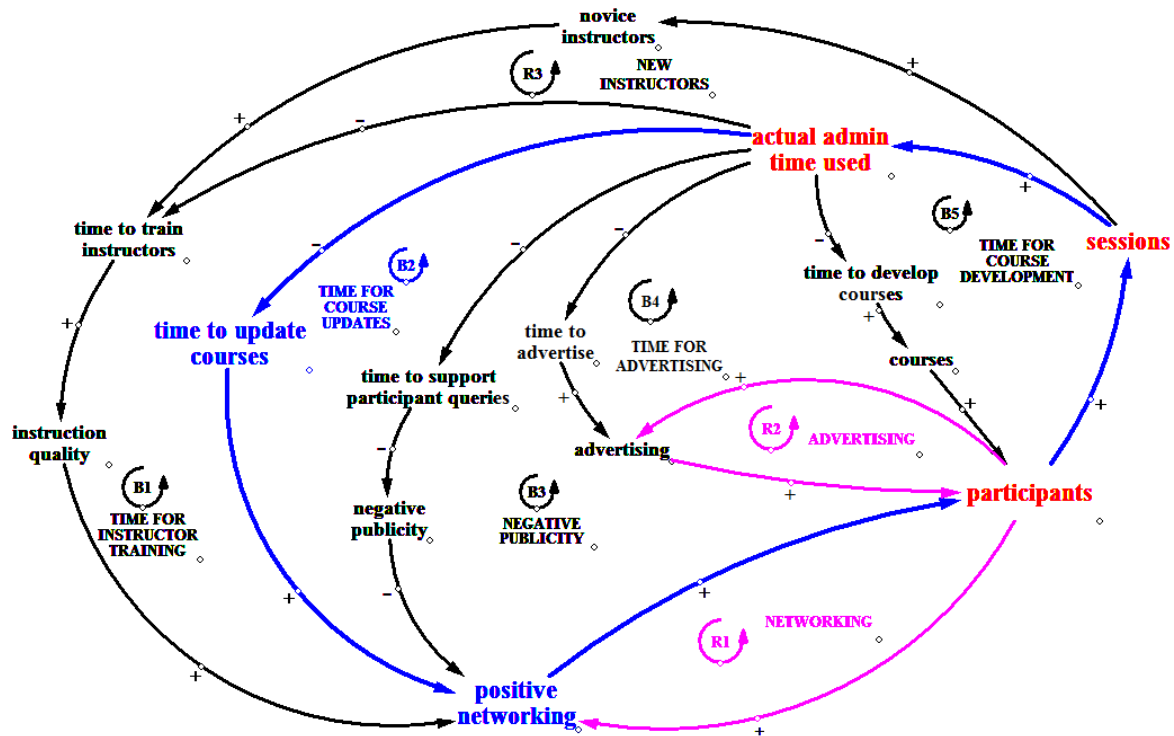 novice
instructors
+
R3
NEW
INSTRUCTORS
+
–
actual admin
time used
+
time to train
instructors
–
B2
TIME FOR
COURSE
UPDATES
–
–
–
B5
TIME FOR
COURSE
DEVELOPMENT
sessions
time to develop
courses
+
B4
TIME FOR
ADVERTISING
time to
advertise
+
time to update
courses
+
courses
+
time to support
participant queries
+
R2
ADVERTISING
+
instruction
quality
–
advertising
+
participants
B1
TIME FOR
INSTRUCTOR
TRAINING
negative
publicity
B3
NEGATIVE
PUBLICITY
+
–
+
R1
NETWORKING
+
positive
networking
+